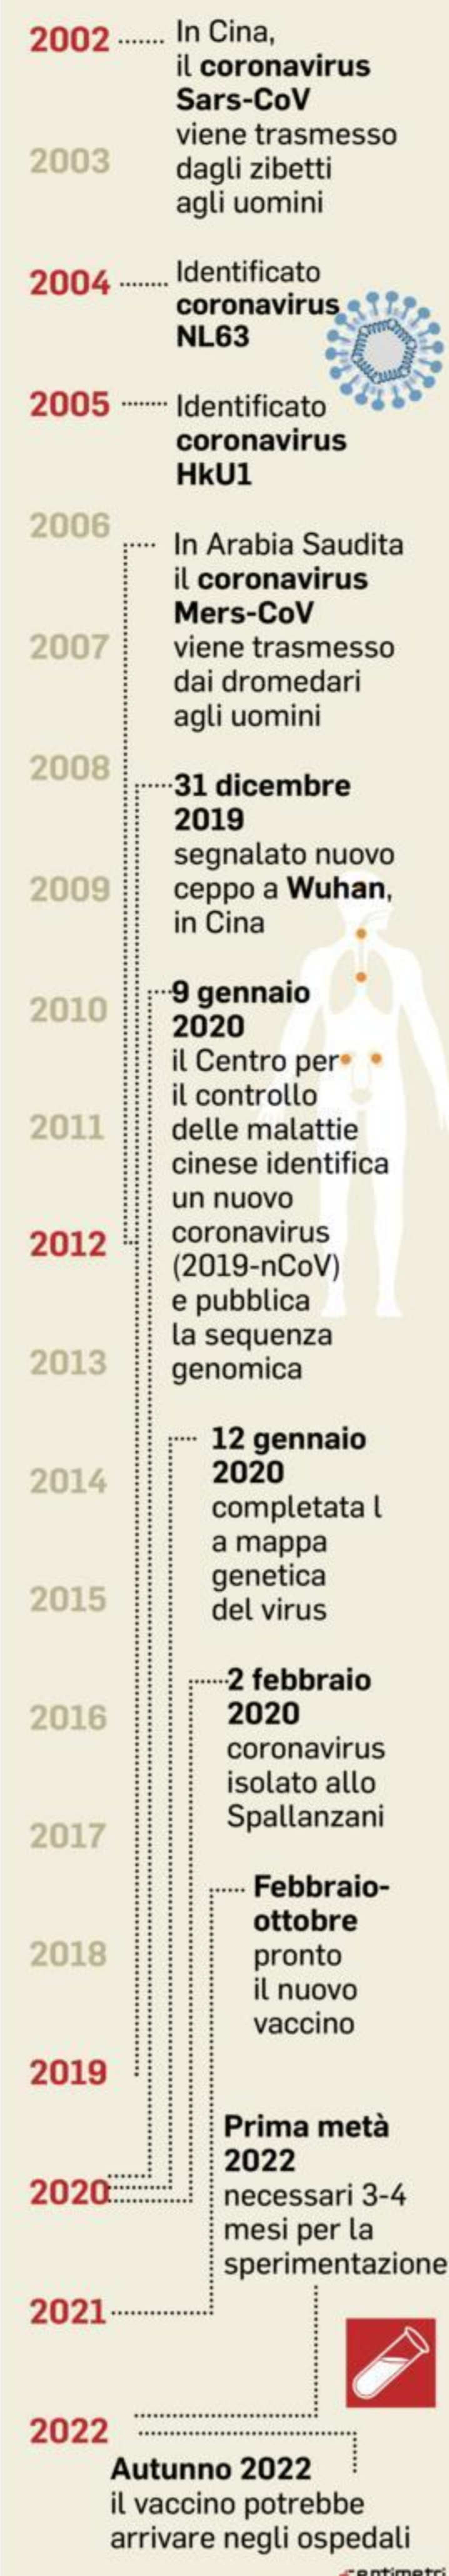 2002
In Cina,
il coronavirus
Sars-CoV
viene trasmesso
dagli zibetti
agli uomini
2003
2004
Identificato
coronavirus
NL63
2005
Identificato
coronavirus
HkU1
2006
In Arabia Saudita
il coronavirus
Mers-CoV
viene trasmesso
dai dromedari
agli uomini
2007
2008
31 dicembre
2019
segnalato nuovo
ceppo a Wuhan,
in Cina
2009
9 gennaio
2020
il Centro per
il controllo
delle malattie
cinese identifica
un nuovo
coronavirus
(2019-nCoV)
e pubblica
la sequenza
genomica
2010
2011
2012
2013
12 gennaio
2020
completata l
a mappa
genetica
del virus
2014
2015
2 febbraio
2020
coronavirus
isolato allo
Spallanzani
2016
2017
Febbraio-
ottobre
pronto
il nuovo
vaccino
2018
2019
Prima metà
2022
necessari 3-4
mesi per la
sperimentazione
2020
2021
2022
Autunno 2022
il vaccino potrebbe
arrivare negli ospedali
centimetri